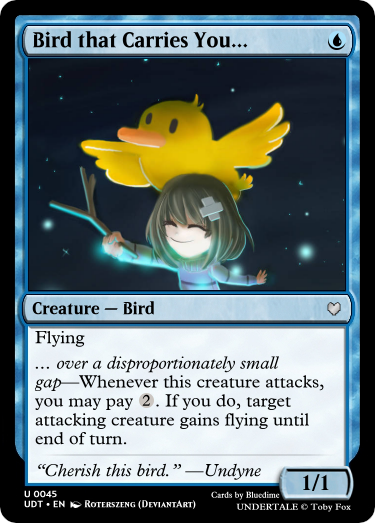 Bird that Carries You...
Creature — Bird
Flying
... over a disproportionately small
gap—Whenever this creature attacks,
you may pay 2. If you do, target
attacking creature gains flying until
end of turn.
“Cherish this bird.” —Undyne
1/1
U 0045
UDT • EN Roterszeng (DeviantArt)
Cards by Bluedime
UNDERTALE © Toby Fox